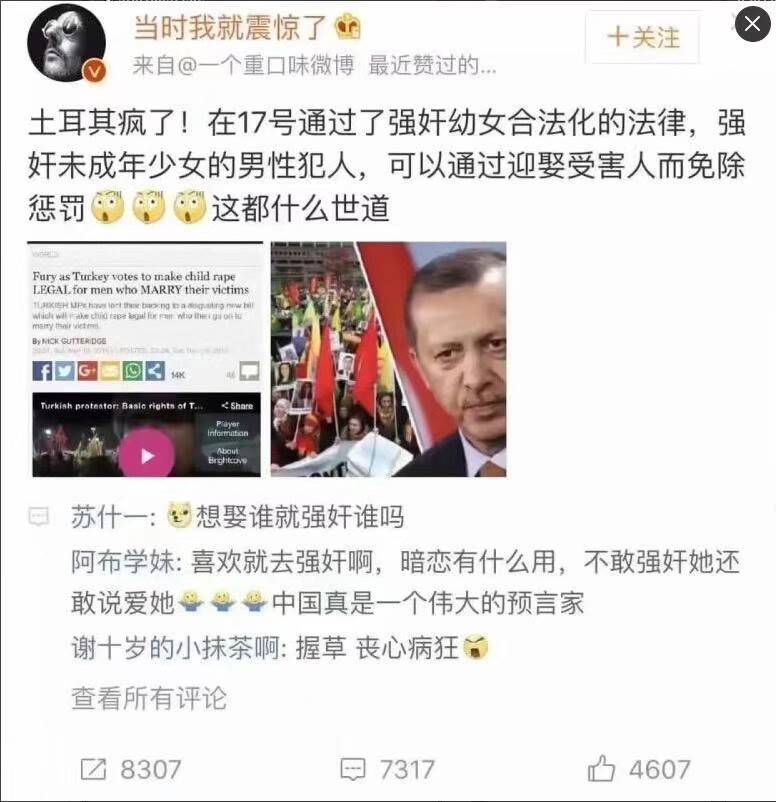 当时我就震惊了
+关注
来自@一个重口味微博 最近赞过的...
土耳其疯了！在17号通过了强奸幼女合法化的法律，强
奸未成年少女的男性犯人，可以通过迎娶受害人而免除
惩罚这都什么世道
WORLD
Fury as Turkey votes to make child rape
LEGAL for men who MARRY their victims
TURKISH MPs have lent their backing to a disgusting new bill
which will make child rape legal for men who then go on to
marry their victims.
By NICK GUTTERIDGE
14K
Turkish protestor: Basic rights of T... Share
Player
Information
About
Brightcove
苏什一: 想娶谁就强奸谁吗
阿布学妹: 喜欢就去强奸啊，暗恋有什么用，不敢强奸她还
敢说爱她中国真是一个伟大的预言家
谢十岁的小抹茶啊: 握草 丧心病狂
查看所有评论
8307
7317
4607